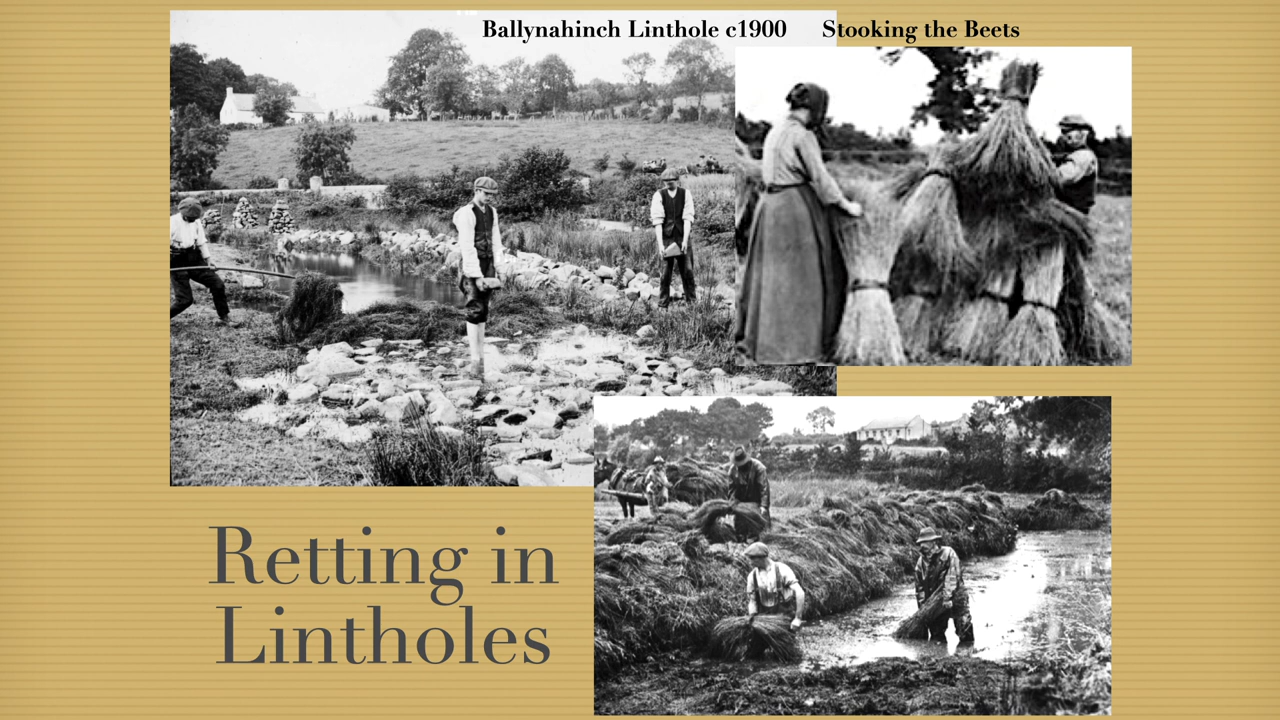 Ballynahinch Linthole c1900
Stooking the Beets
Retting in
Lintholes